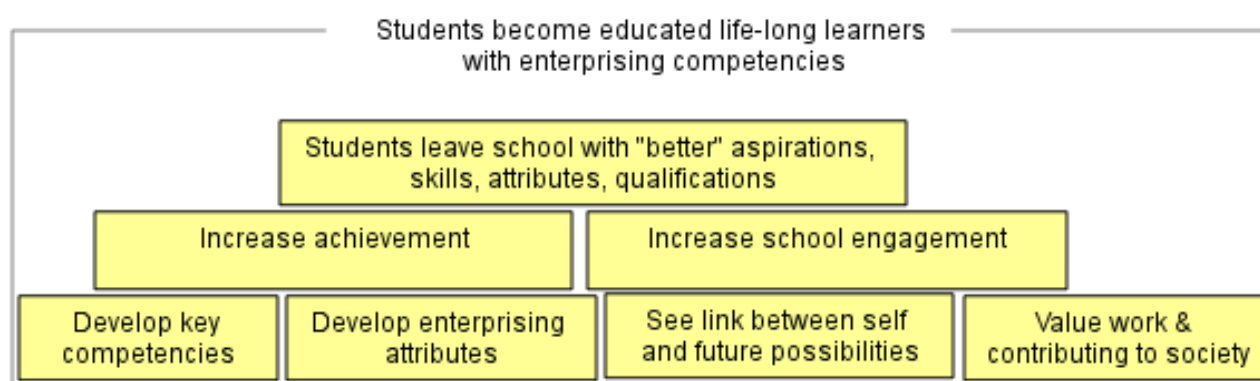 Students become educated life-long learners
with enterprising competencies
Students leave school with "better" aspirations,
skills, attributes, qualifications
Increase achievement
Increase school engagement
Develop key
competencies
Develop enterprising
attributes
See link between self
and future possibilities
Value work &
contributing to society